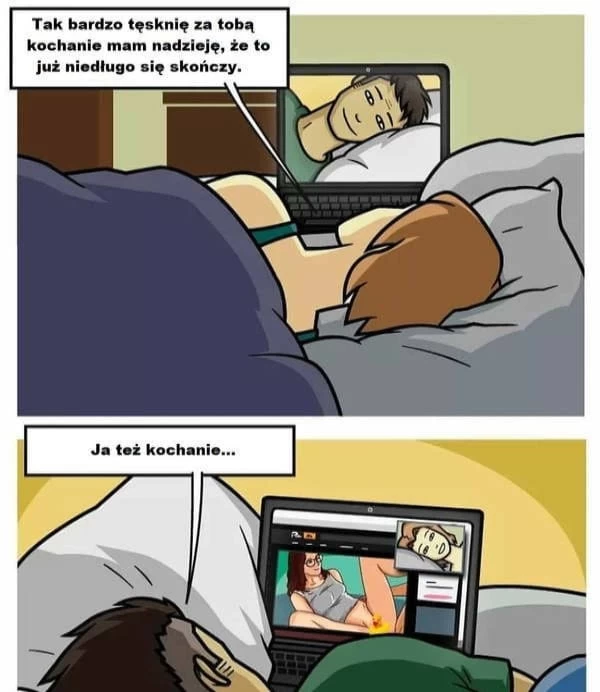 Tak bardzo tęsknię za tobą
kochanie mam nadzieję, że to
już niedługo się skończy.
Ja też kochanie...